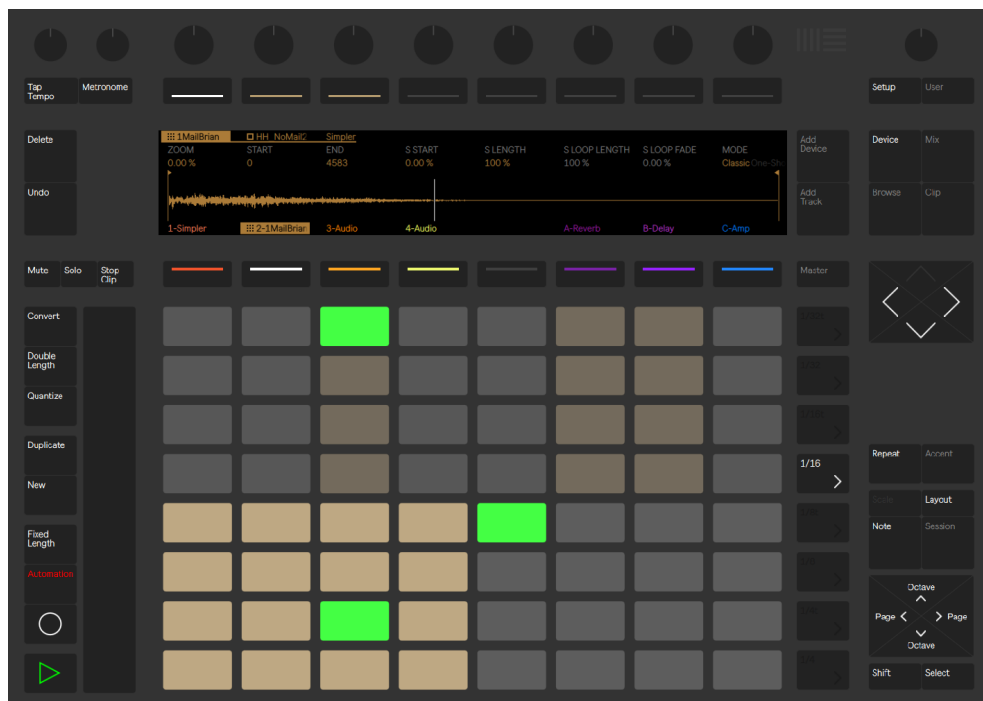 Tap
Tempo
Metronome
Setup
User
Delete
1MailBrian
HH_NoMail2
Simpler
ZOOM
START
END
S START
S LENGTH
S LOOP LENGTH
S LOOP FADE
MODE
0.00 %
0
4583
0.00 %
100 %
100 %
0.00 %
Classic One-Sh
Add
Device
Device
Mix
Undo
Add
Track
Browse
Clip
1-Simpler
2-1MailBriar
3-Audio
4-Audio
A-Reverb
B-Delay
C-Amp
Mute
Solo
Stop
Clip
Master
Convert
Double
Length
Quantize
Duplicate
1/16
Repeat
Accent
New
Layout
Fixed
Length
Note
Session
Automation
Octave
Page
Page
Octave
Shift
Select